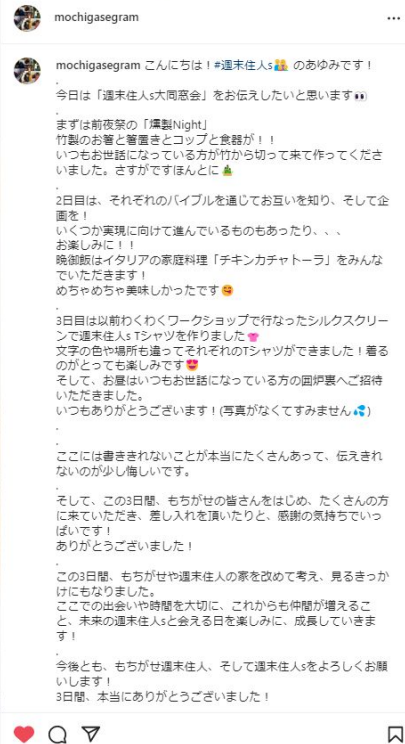 mochigasegram
mochigasegram こんにちは！#週末住人s👫 のあゆみです！
.
今日は「週末住人s大同窓会」をお伝えしたいと思います👀
.
まずは前夜祭の「燻製Night」
竹製のお箸と箸置きとコップと食器が！！
いつもお世話になっている方が竹から切って来て作ってくださ
いました。さすがですほんとに🎍
.
2日目は、それぞれのバイブルを通じてお互いを知り、そして企
画を！
いくつか実現に向けて進んでいるものもあったり、、、
お楽しみに！！
晩御飯はイタリアの家庭料理「チキンカチャトーラ」をみんな
でいただきます！
めちゃめちゃ美味しかったです😋
.
3日目は以前わくわくワークショップで行なったシルクスクリー
ンで週末住人s Tシャツを作りました👚
文字の色や場所も違ってそれぞれのTシャツができました！着る
のがとっても楽しみです😍
そして、お昼はいつもお世話になっている方の囲炉裏へご招待
いただきました。
いつもありがとうございます！(写真がなくてすみません💦)
.
.
ここには書ききれないことが本当にたくさんあって、伝えきれ
ないのが少し悔しいです。
.
そして、この3日間、もちがせの皆さんをはじめ、たくさんの方
に来ていただき、差し入れを頂いたりと、感謝の気持ちでいっ
ぱいです！
ありがとうございました！
.
この3日間、もちがせや週末住人の家を改めて考え、見るきっか
けにもなりました。
ここでの出会いや時間を大切に、これからも仲間が増えるこ
と、未来の週末住人sと会える日を楽しみに、成長していきま
す！
.
今後とも、もちがせ週末住人、そして週末住人sをよろしくお願
いします！
3日間、本当にありがとうございました！